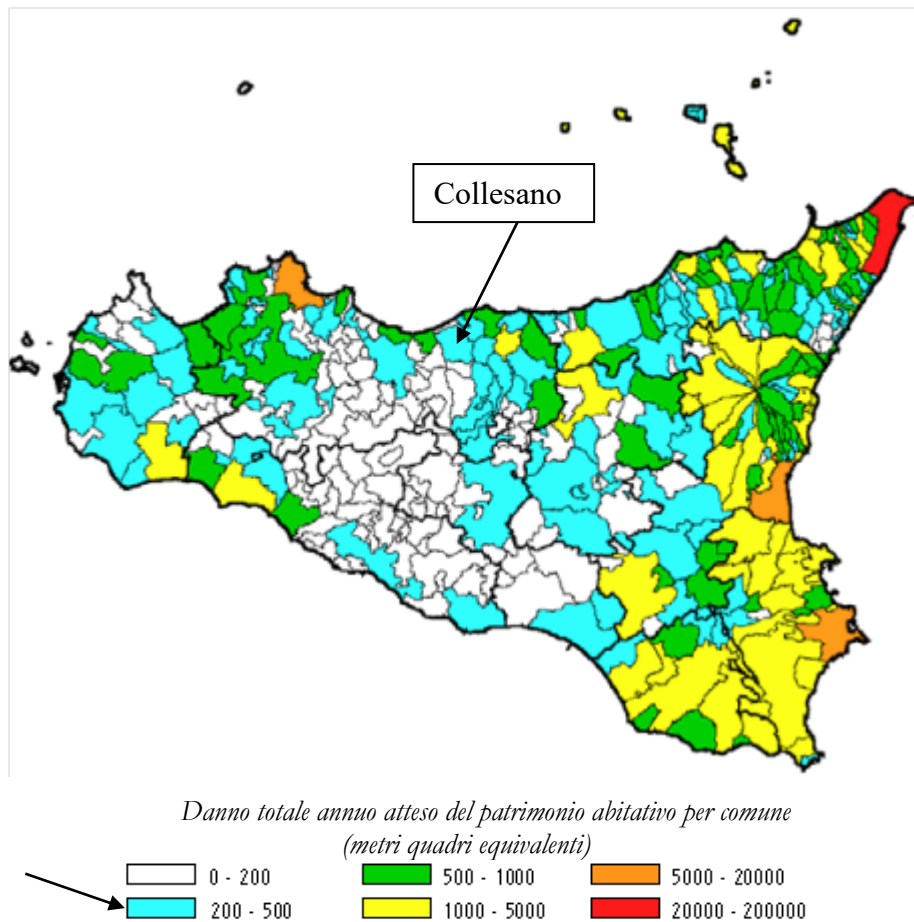 Collesano
Danno totale annuo atteso del patrimonio abitativo per comune
(metri quadri equivalenti)
0 - 200
500 - 1000
5000 - 20000
200 - 500
1000 - 5000
20000 - 200000